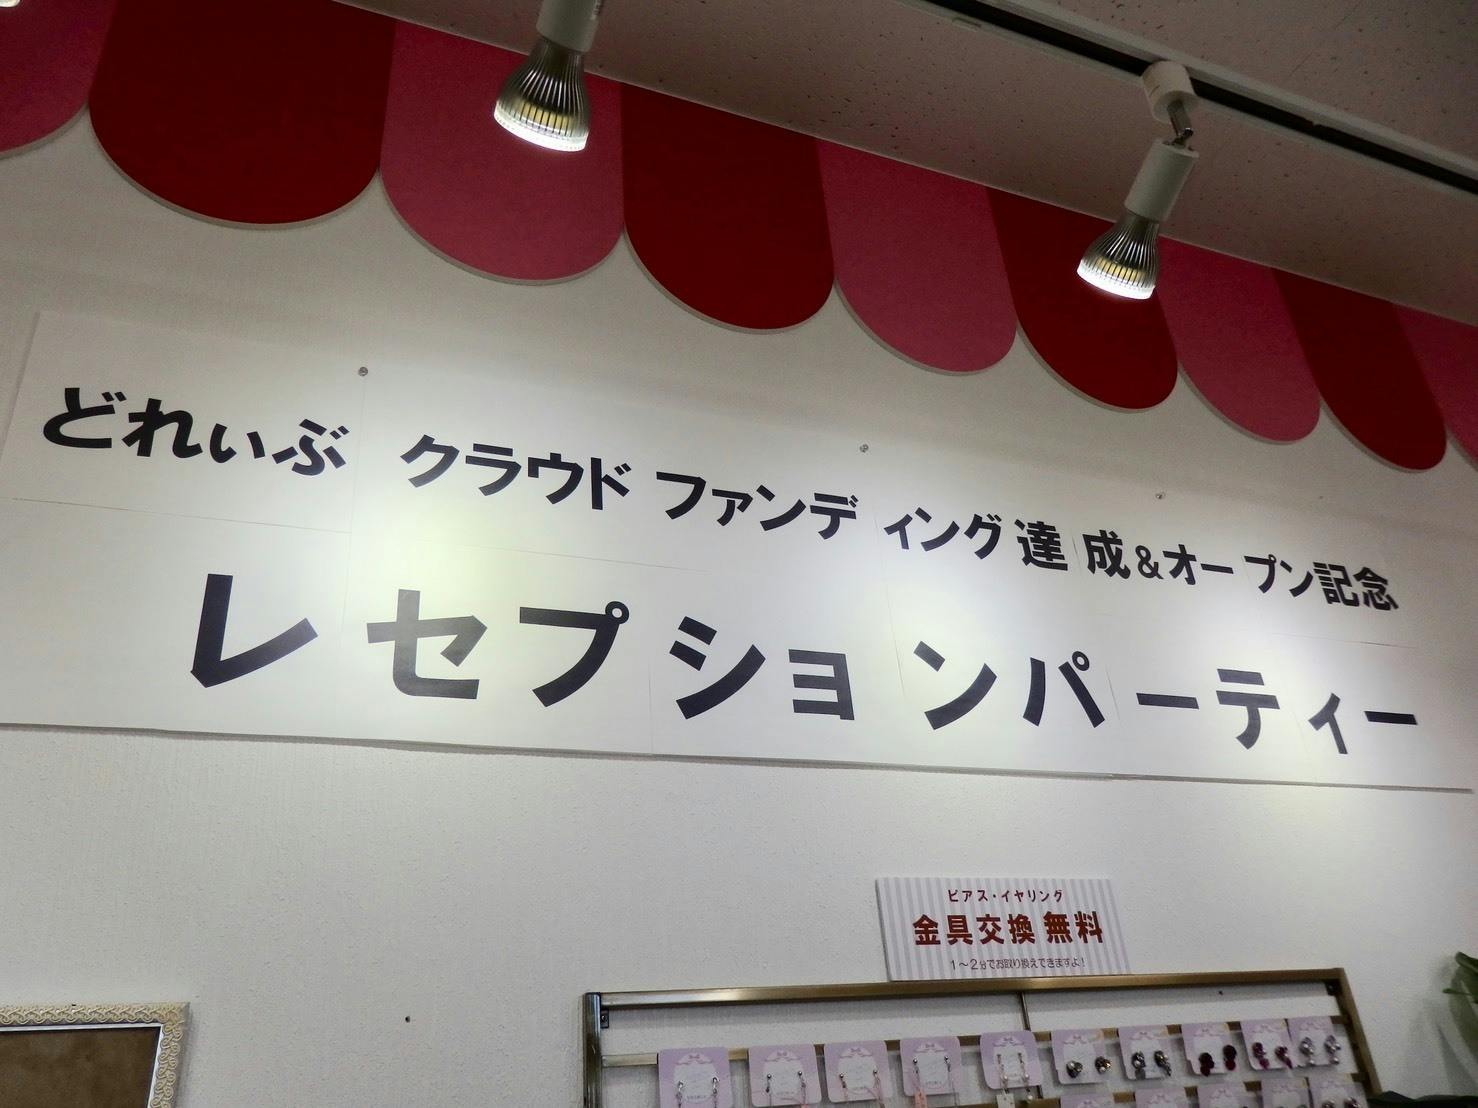 どれぃぶ クラウドファンディング達成&オープン記念
レセプションパーティー
ピアス・イヤリング
金具交換 無料
1～2分でお取り換えできますよ!